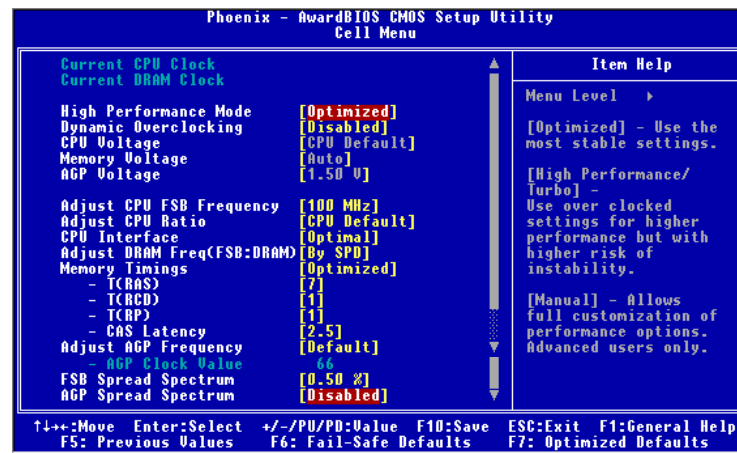 Phoenix - AwardBIOS CMOS Setup Utility
Cell Menu
Current CPU Clock
Current DRAM Clock
High Performance Mode [Optimized]
Dynamic Overclocking [Disabled]
CPU Voltage [CPU Default]
Memory Voltage [Auto]
AGP Voltage [1.50 V]
Adjust CPU FSB Frequency [100 MHz]
Adjust CPU Ratio [CPU Default]
CPU Interface [Optimal]
Adjust DRAM Freq(FSB:DRAM)[By SPD]
Memory Timings [Optimized]
- T(RAS) [7]
- T(RCD) [1]
- T(RP) [1]
- CAS Latency [2.5]
Adjust AGP Frequency [Default]
- AGP Clock Value 66
FSB Spread Spectrum [0.50 %]
AGP Spread Spectrum [Disabled]
Item Help
Menu Level ▸
[Optimized] - Use the
most stable settings.
[High Performance/
Turbo] -
Use over clocked
settings for higher
performance but with
higher risk of
instability.
[Manual] - Allows
full customization of
performance options.
Advanced users only.
↑↓→←:Move Enter:Select +/-/PU/PD:Value F10:Save ESC:Exit F1:General Help
F5: Previous Values F6: Fail-Safe Defaults F7: Optimized Defaults